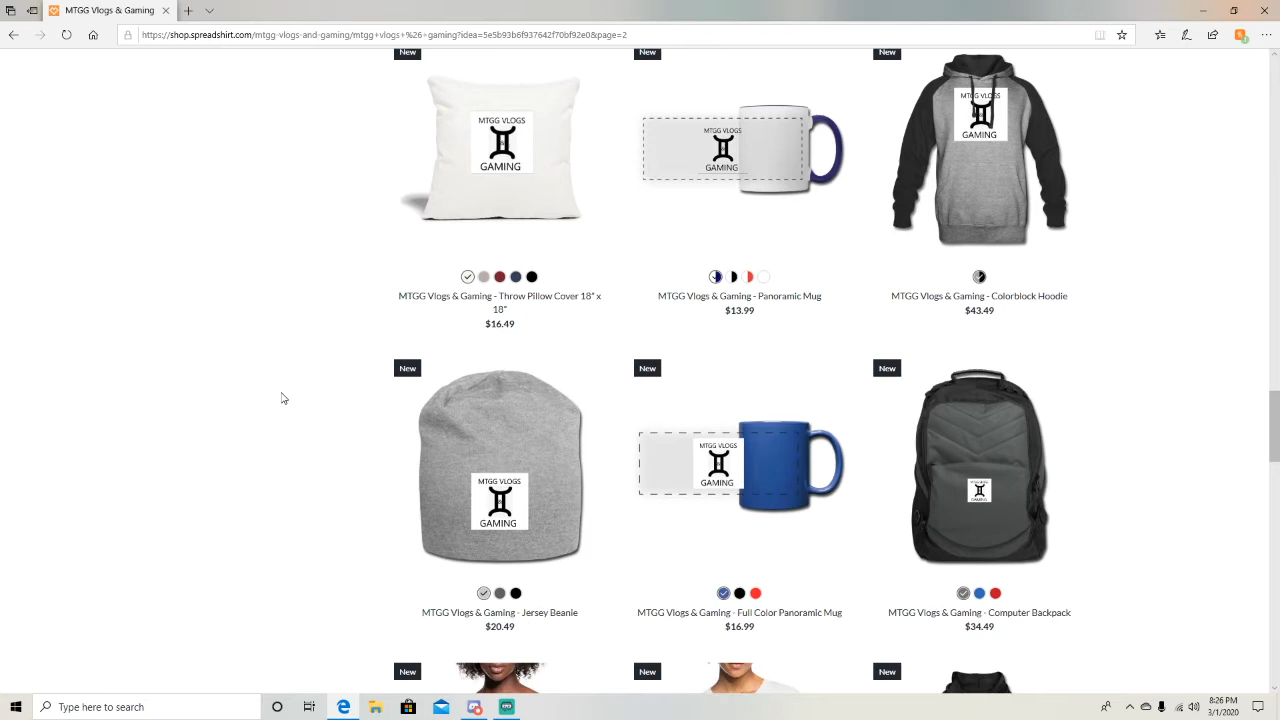 MTGG Vlogs & Gaming
https://shop.spreadshirt.com/mtgg-vlogs-and-gaming/mtgg+vlogs+%26+gaming?idea=5e5b93b6f937642f70bf92e0&page=2
New
New
New
MTGG VLOGS
GAMING
MTGG VLOGS
GAMING
MTGG VLOGS
GAMING
MTGG Vlogs & Gaming - Throw Pillow Cover 18" x
18"
$16.49
MTGG Vlogs & Gaming - Panoramic Mug
$13.99
MTGG Vlogs & Gaming - Colorblock Hoodie
$43.49
New
New
New
MTGG VLOGS
GAMING
MTGG VLOGS
GAMING
MTGG VLOGS
GAMING
MTGG Vlogs & Gaming - Jersey Beanie
$20.49
MTGG Vlogs & Gaming - Full Color Panoramic Mug
$16.99
MTGG Vlogs & Gaming - Computer Backpack
$34.49
New
New
New
Type here to search
8:26 PM
3/1/2020